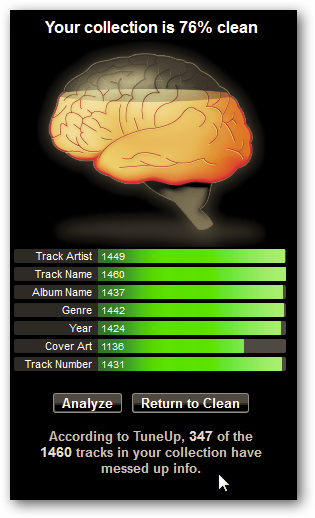 Your collection is 76% clean
Track Artist 1449
Track Name 1460
Album Name 1437
Genre 1442
Year 1424
Cover Art 1136
Track Number 1431
Analyze Return to Clean
According to TuneUp, 347 of the
1460 tracks in your collection have
messed up info.